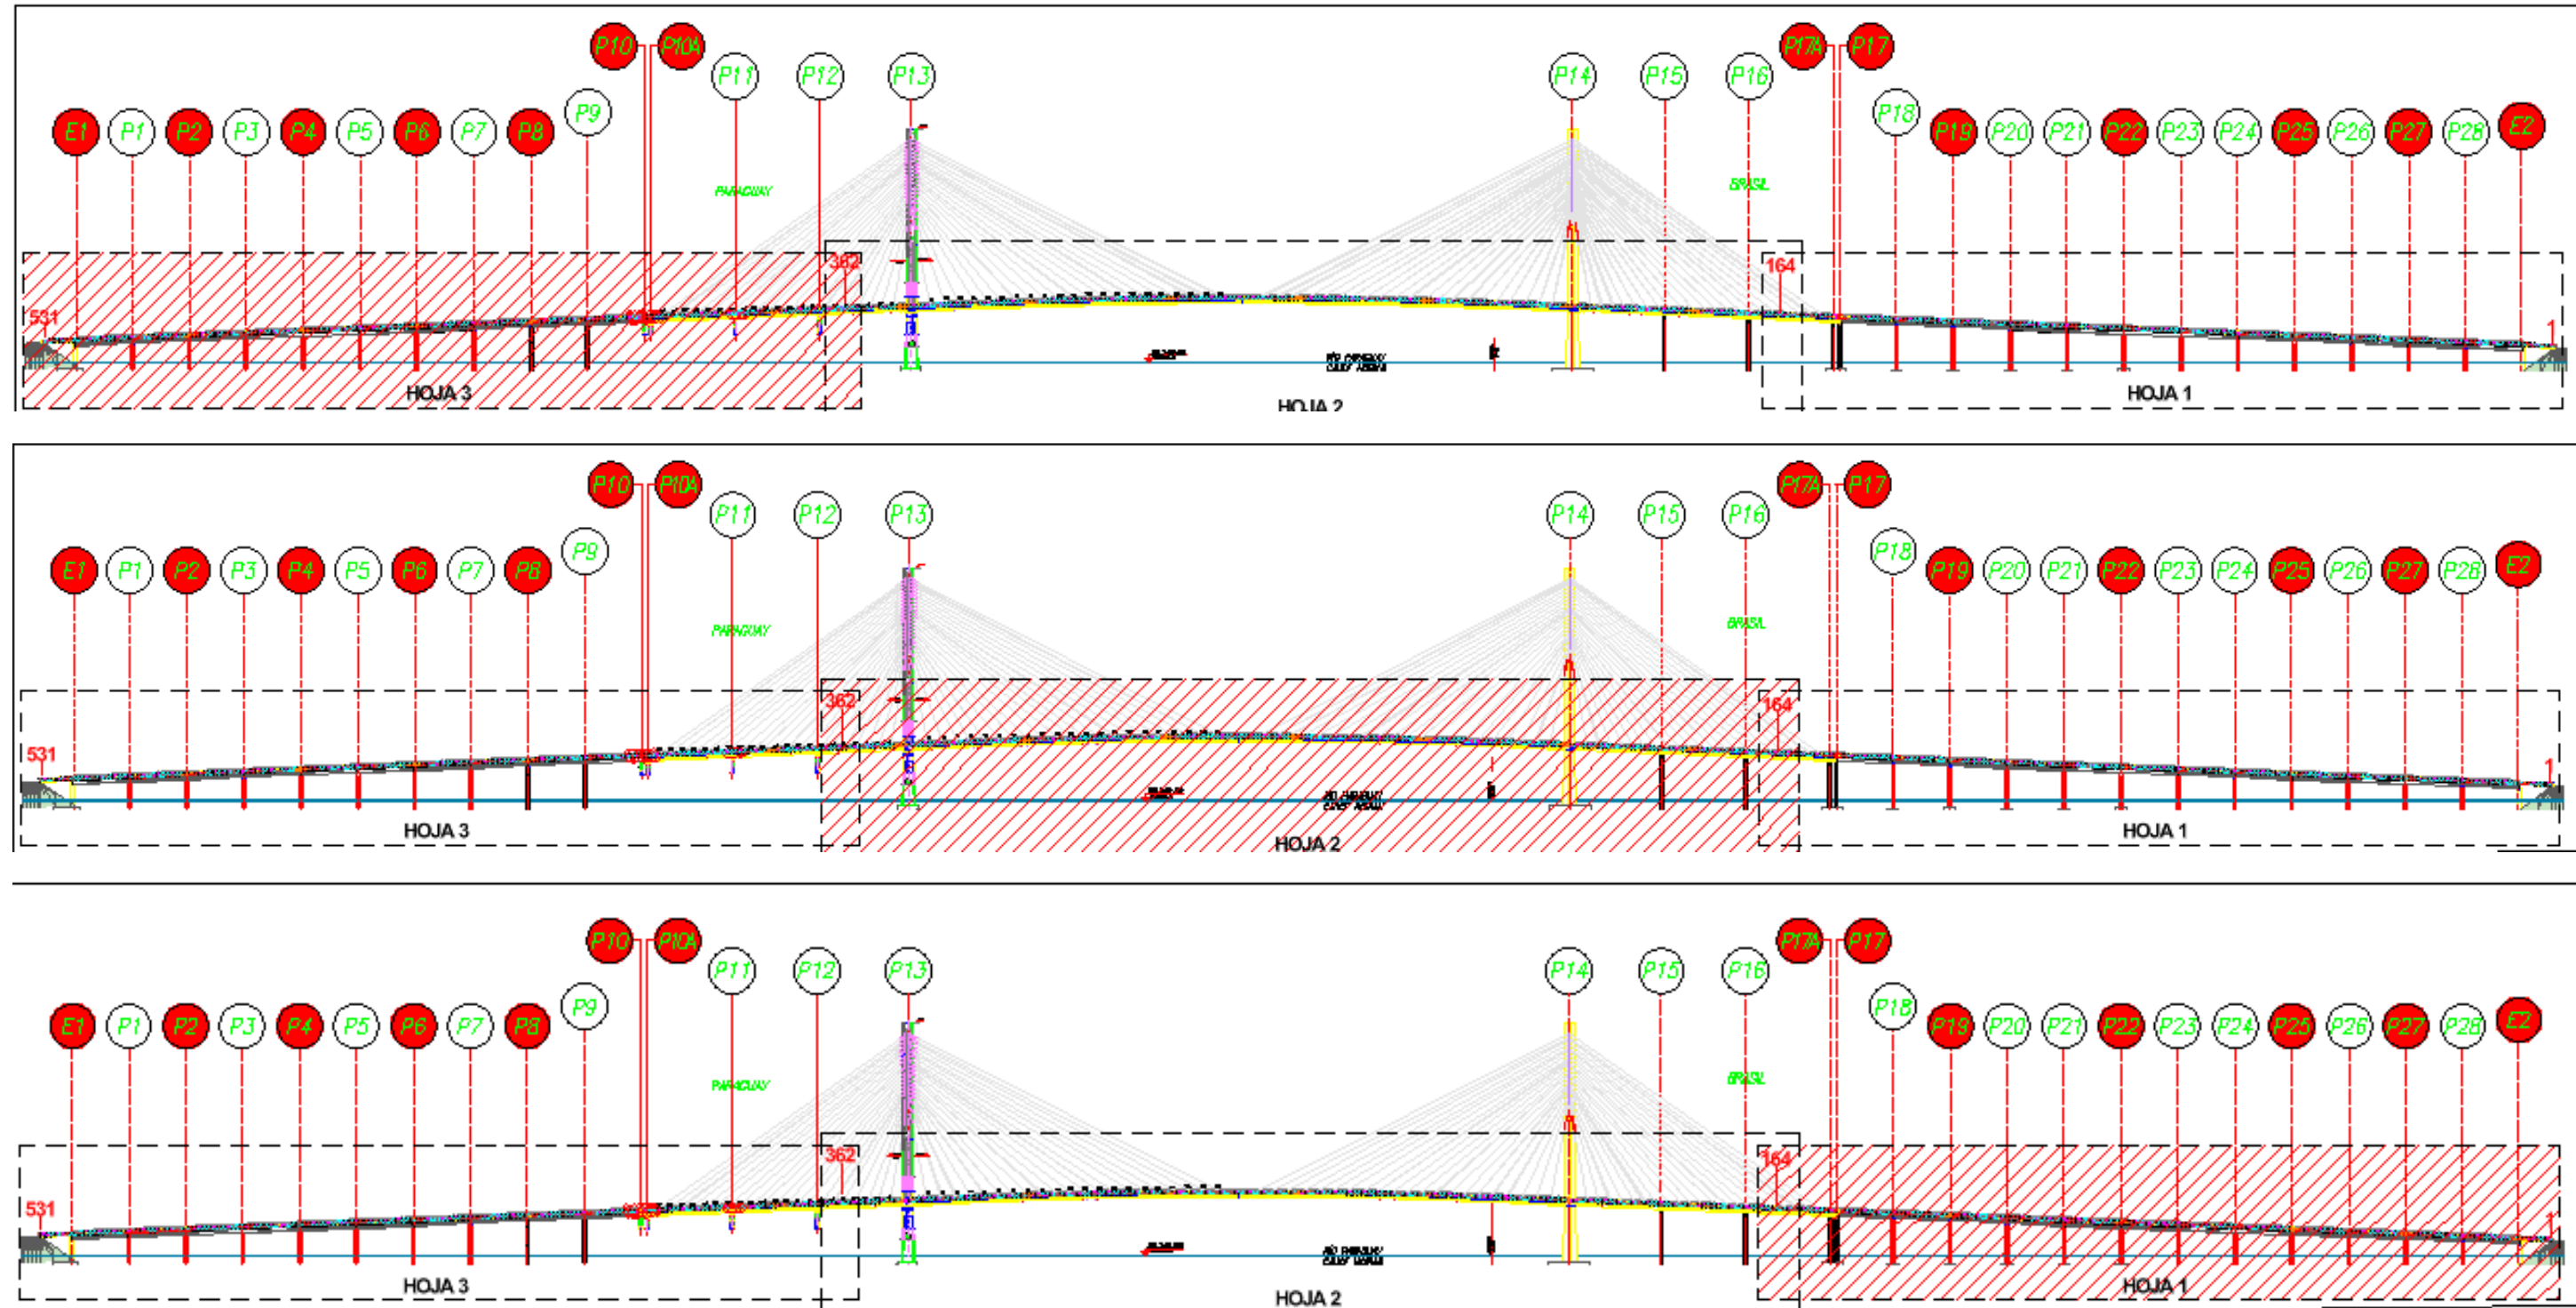 P10 P10A P17A P17
P11 P12 P13 P14 P15 P16
P9 P18
E1 P1 P2 P3 P4 P5 P6 P7 P8 P19 P20 P21 P22 P23 P24 P25 P26 P27 P28 E2
PARAGUAY BRASIL
362 164
531 1
HOJA 3 HOJA 2 HOJA 1
P10 P10A P17A P17
P11 P12 P13 P14 P15 P16
P9 P18
E1 P1 P2 P3 P4 P5 P6 P7 P8 P19 P20 P21 P22 P23 P24 P25 P26 P27 P28 E2
PARAGUAY BRASIL
362 164
531 1
HOJA 3 HOJA 2 HOJA 1
P10 P10A P17A P17
P11 P12 P13 P14 P15 P16
P9 P18
E1 P1 P2 P3 P4 P5 P6 P7 P8 P19 P20 P21 P22 P23 P24 P25 P26 P27 P28 E2
PARAGUAY BRASIL
362 164
531 1
HOJA 3 HOJA 2 HOJA 1